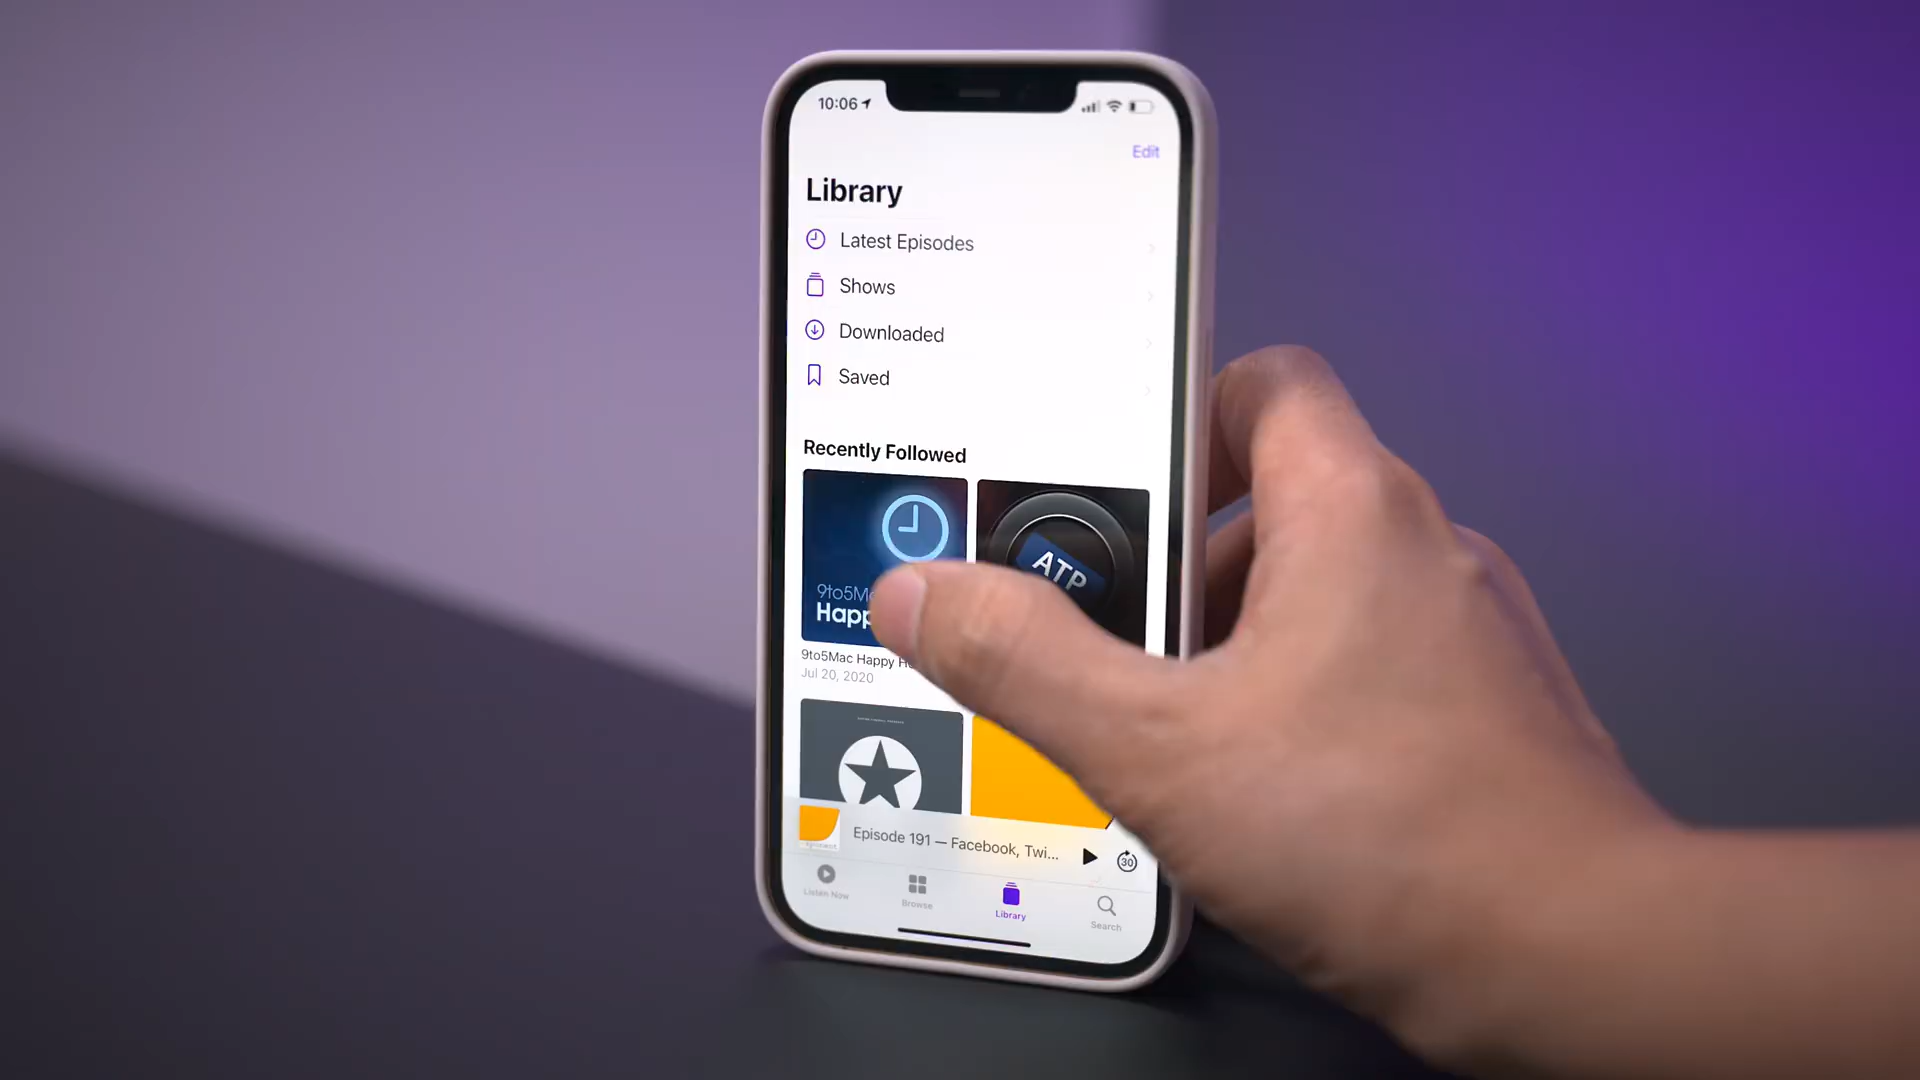 10:06
Edit
Library
Latest Episodes
Shows
Downloaded
Saved
Recently Followed
ATP
9to5Mac
Happ
9to5Mac Happy H
Jul 20, 2020
Episode 191 — Facebook, Twi...
30
Listen Now
Browse
Library
Search